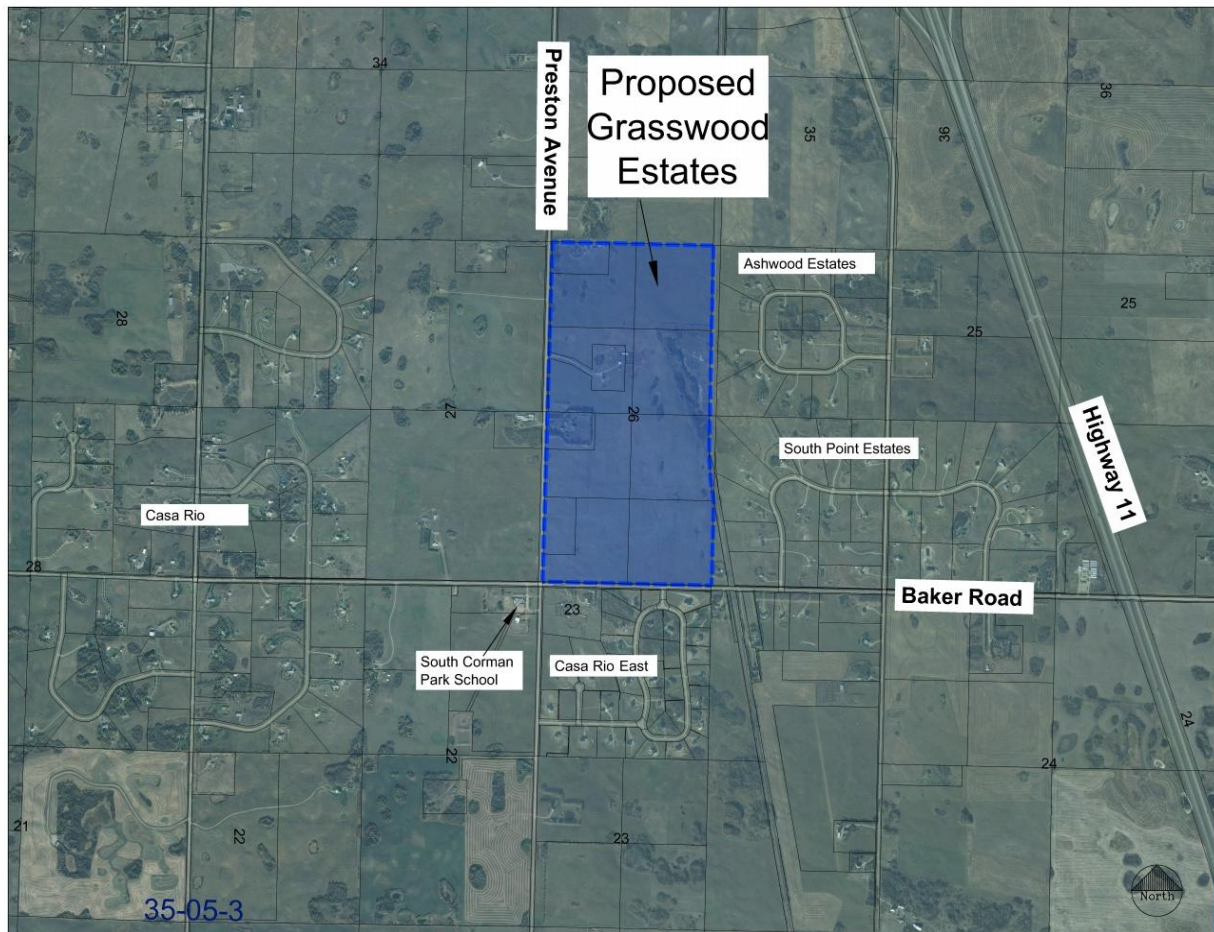 34
Preston Avenue
Proposed
Grasswood
Estates
35
36
36
Ashwood Estates
28
27
26
25
25
South Point Estates
Highway 11
Casa Rio
28
23
Baker Road
South Corman
Park School
Casa Rio East
22
24
24
21
22
23
35-05-3
North